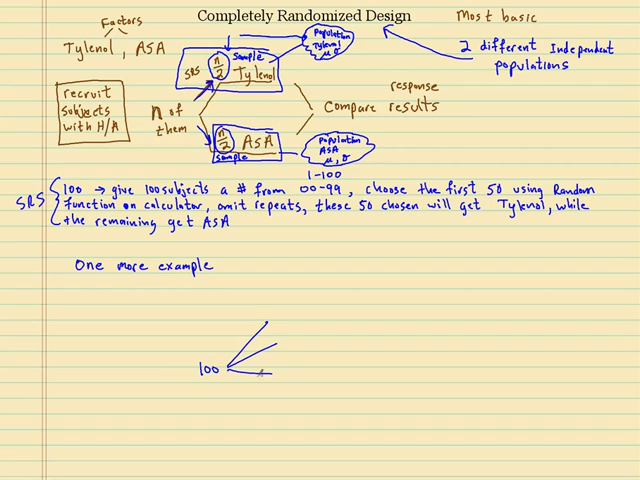 Completely Randomized Design
Most basic
Factors
Tylenol, ASA
SRS
n/2
Sample
Tylenol
Population
Tylenol
μ, σ
2 different Independent
populations
recruit
subjects
with H/A
n of
them
Compare results
response
n/2
ASA
Sample
Population
ASA
μ, σ
1-100
SRS
100 → give 100 subjects a # from 00-99, choose the first 50 using Random
function on calculator, omit repeats, these 50 chosen will get Tylenol, while
the remaining get ASA
One more example
100